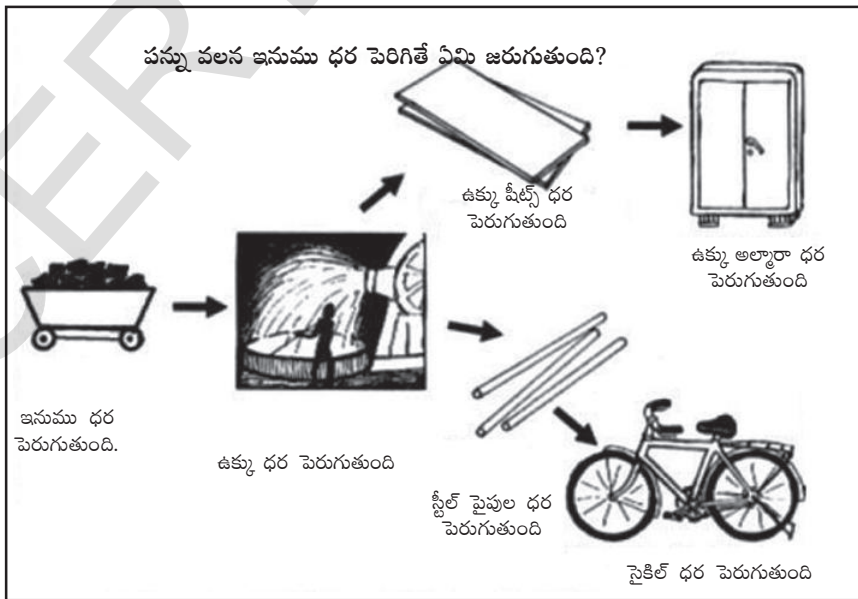 పన్ను వలన ఇనుము ధర పెరిగితే ఏమి జరుగుతుంది?
ఉక్కు షీట్స్ ధర
పెరుగుతుంది
ఉక్కు అల్మారా ధర
పెరుగుతుంది
ఇనుము ధర
పెరుగుతుంది.
ఉక్కు ధర పెరుగుతుంది
స్టీల్ పైపుల ధర
పెరుగుతుంది
సైకిల్ ధర పెరుగుతుంది